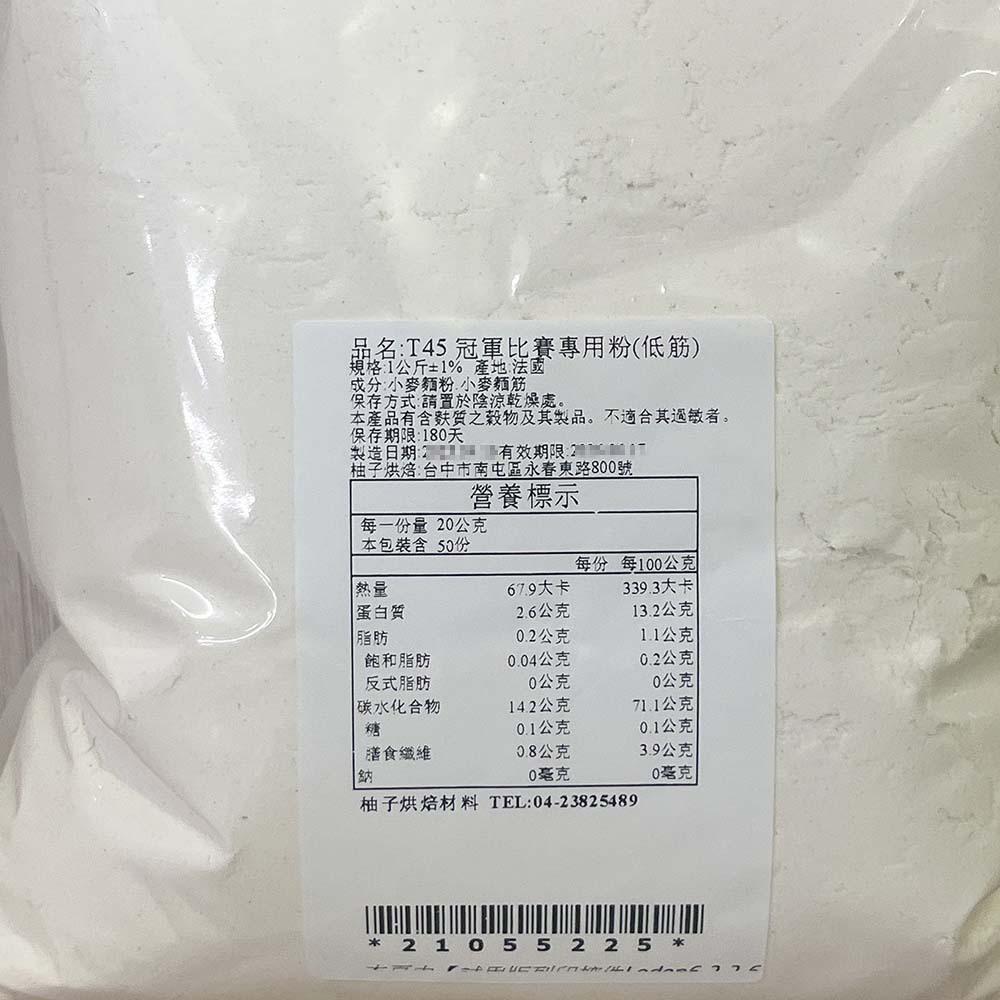 品名:T45 冠軍比賽專用粉(低筋)
規格:1公斤±1% 產地:法國
成分:小麥麵粉.小麥麵筋
保存方式:請置於陰涼乾燥處。
本產品有含麩質之穀物及其製品。不適合其過敏者。
保存期限:180天
製造日期: 有效期限:
柚子烘焙:台中市南屯區永春東路800號
營養標示
每一份量 20公克
本包裝含 50份
每份 每100公克
熱量 67.9大卡 339.3大卡
蛋白質 2.6公克 13.2公克
脂肪 0.2公克 1.1公克
飽和脂肪 0.04公克 0.2公克
反式脂肪 0公克 0公克
碳水化合物 14.2公克 71.1公克
糖 0.1公克 0.1公克
膳食纖維 0.8公克 3.9公克
鈉 0毫克 0毫克
柚子烘焙材料 TEL:04-23825489
*21055225*